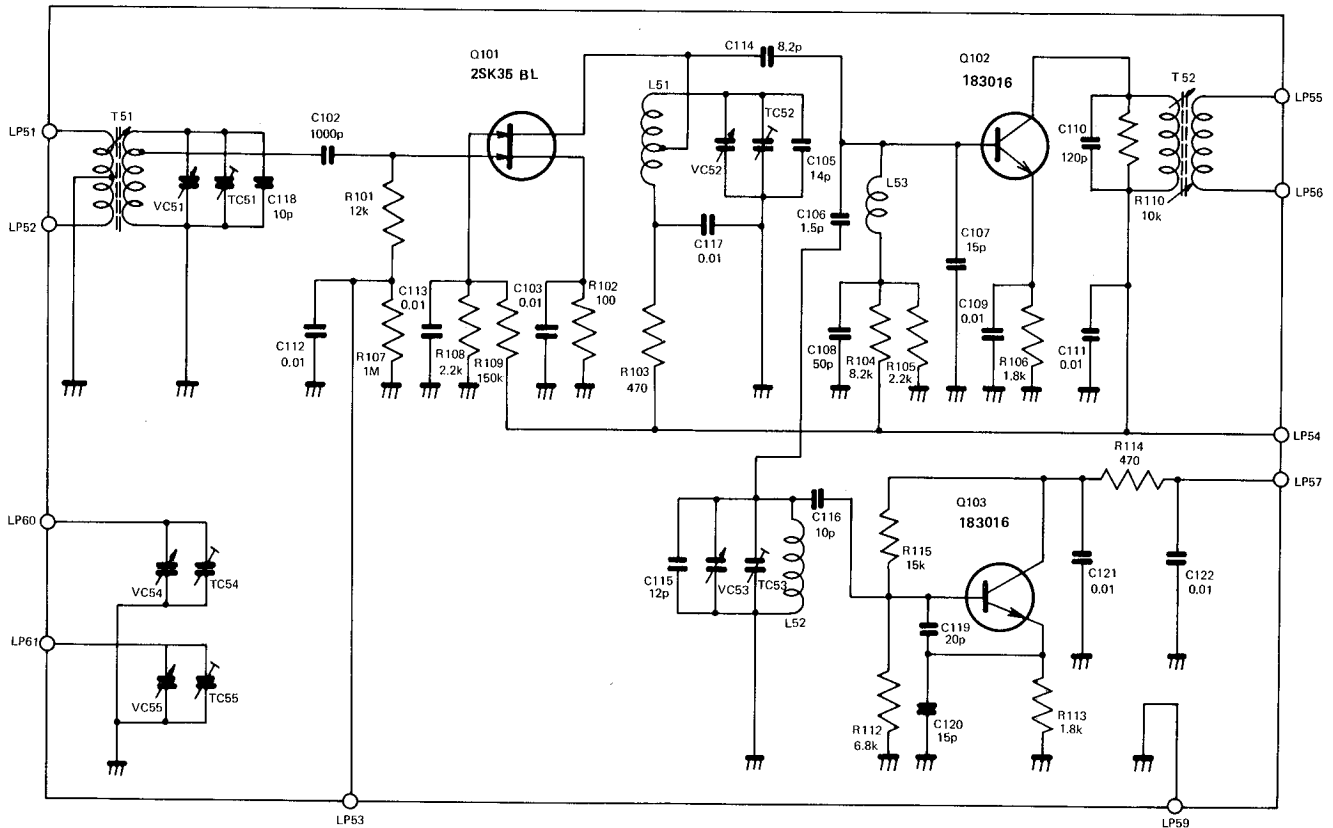 Q101
2SK35 BL
C114
8.2p
Q102
183016
T51
LP51
LP52
C102
1000p
VC51
TC51
C118
10p
R101
12k
L51
VC52
TC52
C105
14p
C106
1.5p
L53
C107
15p
C110
120p
T52
R110
10k
LP55
LP56
C117
0.01
C112
0.01
R107
1M
C113
0.01
R108
2.2k
R109
150k
C103
0.01
R102
100
R103
470
C108
50p
R104
8.2k
R105
2.2k
C109
0.01
R106
1.8k
C111
0.01
LP54
R114
470
LP57
LP60
VC54
TC54
LP61
VC55
TC55
C115
12p
VC53
TC53
L52
C116
10p
Q103
183016
R115
15k
C119
20p
C120
15p
R112
6.8k
R113
1.8k
C121
0.01
C122
0.01
LP53
LP59